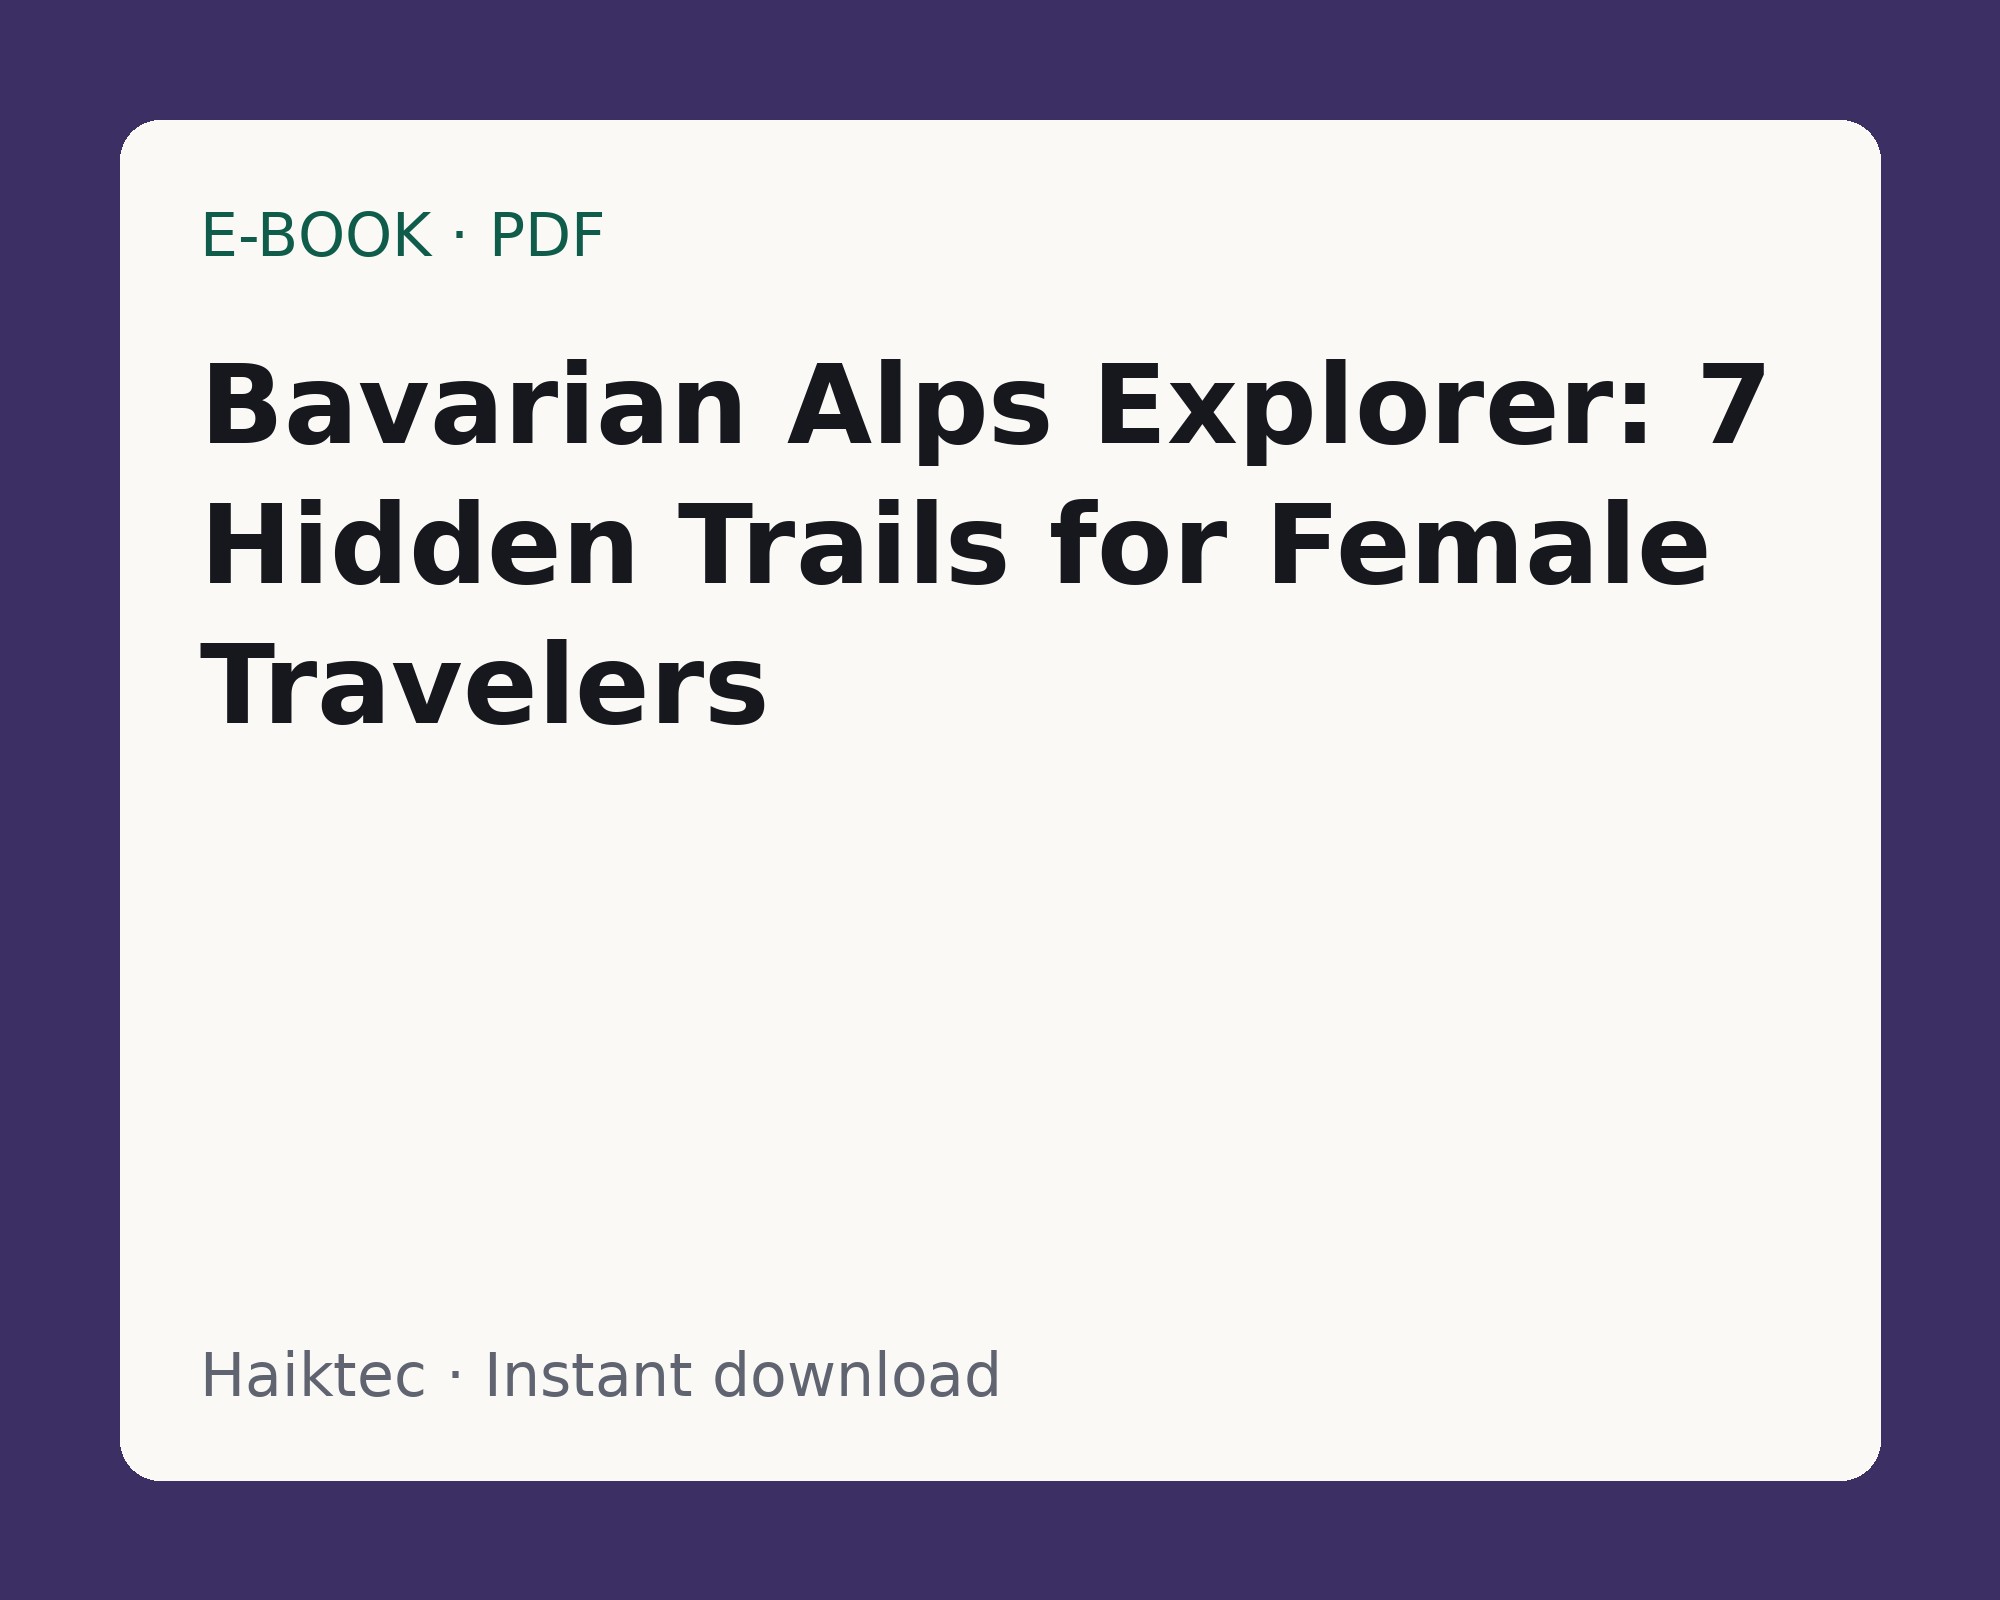 E-BOOK · PDF
Bavarian Alps Explorer: 7
Hidden Trails for Female
Travelers
Haiktec · Instant download